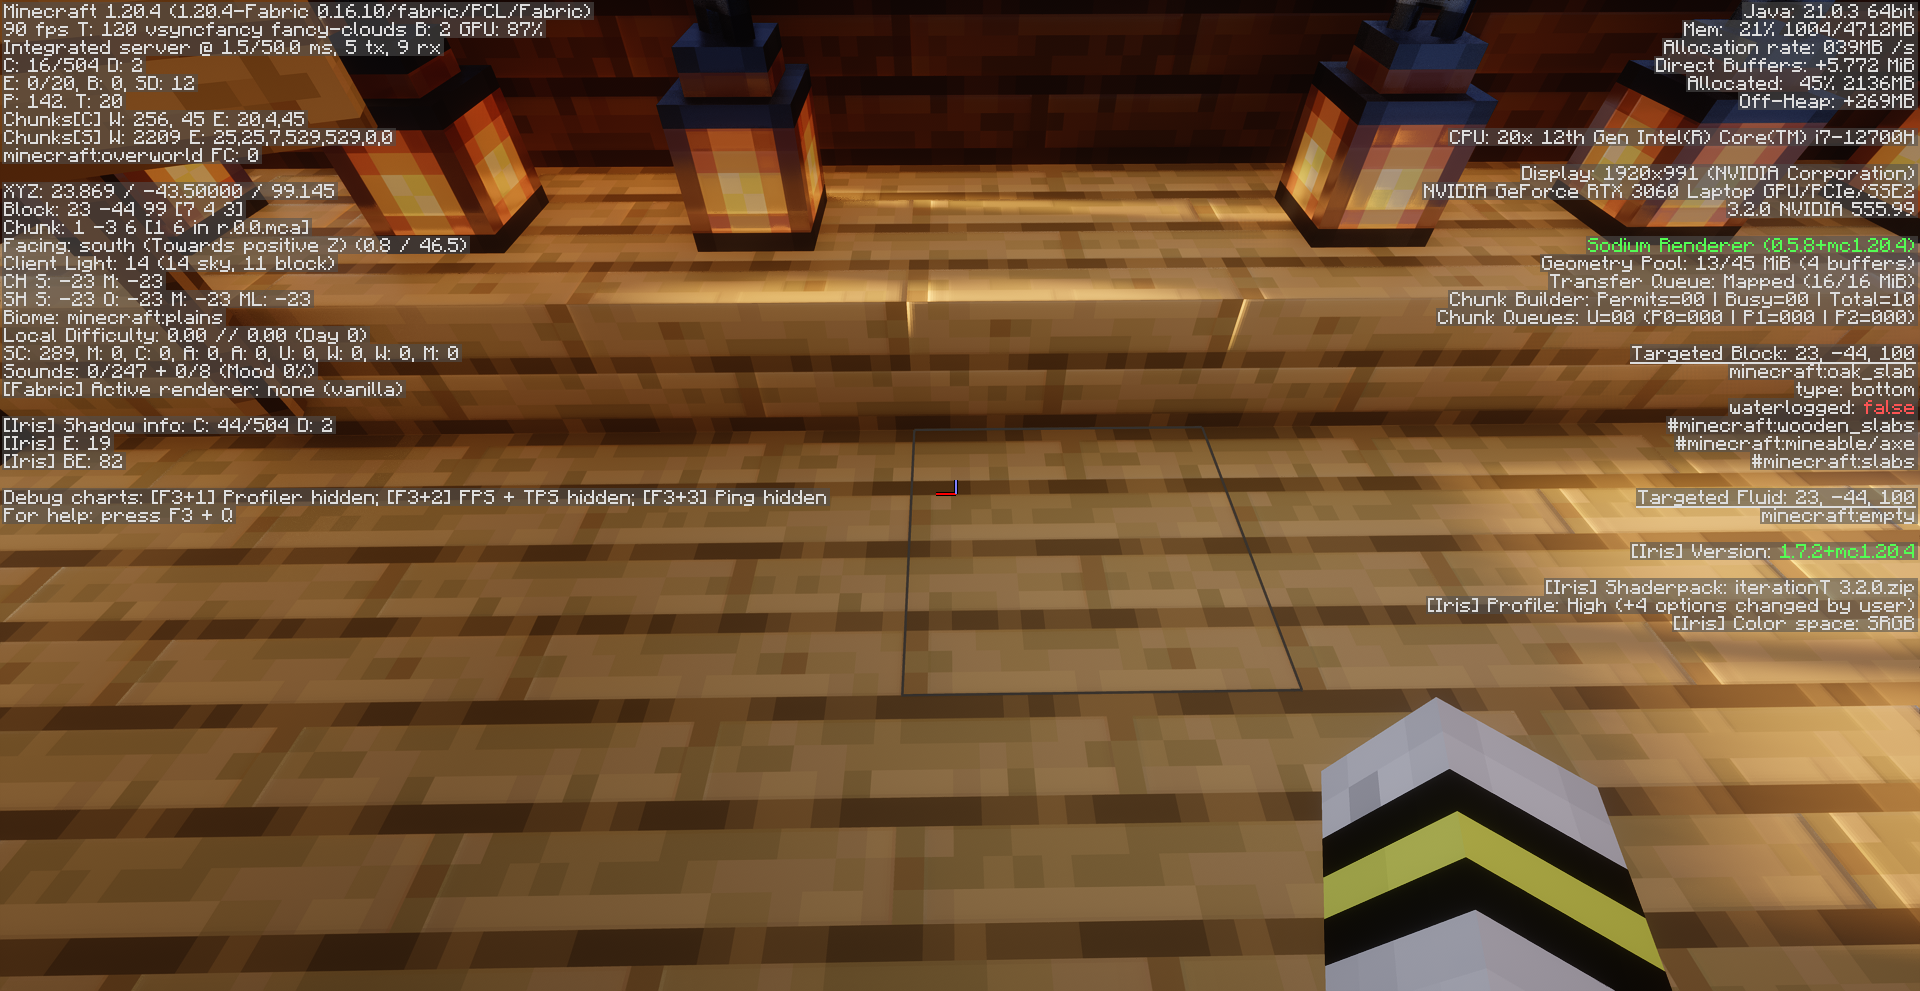 Minecraft 1.20.4 (1.20.4-Fabric 0.16.10/fabric/PCL/Fabric)
90 fps T: 120 vsyncfancy fancy-clouds B: 2 GPU: 87%
Integrated server @ 1.5/50.0 ms, 5 tx, 9 rx
C: 16/504 D: 2
E: 0/20, B: 0, SD: 12
P: 142. T: 20
Chunks[C] W: 256, 45 E: 20,4,45
Chunks[S] W: 2209 E: 25,25,7,529,529,0,0
minecraft:overworld FC: 0
XYZ: 23.869 / -43.50000 / 99.145
Block: 23 -44 99 [7 4 3]
Chunk: 1 -3 6 [1 6 in r.0.0.mca]
Facing: south (Towards positive Z) (0.8 / 46.5)
Client Light: 14 (14 sky, 11 block)
CH S: -23 M: -23
SH S: -23 O: -23 M: -23 ML: -23
Biome: minecraft:plains
Local Difficulty: 0.00 // 0.00 (Day 0)
SC: 289, M: 0, C: 0, A: 0, A: 0, U: 0, W: 0, W: 0, M: 0
Sounds: 0/247 + 0/8 (Mood 0%)
[Fabric] Active renderer: none (vanilla)
[Iris] Shadow info: C: 44/504 D: 2
[Iris] E: 19
[Iris] BE: 82
Debug charts: [F3+1] Profiler hidden; [F3+2] FPS + TPS hidden; [F3+3] Ping hidden
For help: press F3 + Q
Java: 21.0.3 64bit
Mem: 21% 1004/4712MB
Allocation rate: 039MB /s
Direct Buffers: +5.772 MiB
Allocated: 45% 2136MB
Off-Heap: +269MB
CPU: 20x 12th Gen Intel(R) Core(TM) i7-12700H
Display: 1920x991 (NVIDIA Corporation)
NVIDIA GeForce RTX 3060 Laptop GPU/PCIe/SSE2
3.2.0 NVIDIA 555.99
Sodium Renderer (0.5.8+mc1.20.4)
Geometry Pool: 13/45 MiB (4 buffers)
Transfer Queue: Mapped (16/16 MiB)
Chunk Builder: Permits=00 | Busy=00 | Total=10
Chunk Queues: U=00 (P0=000 | P1=000 | P2=000)
Targeted Block: 23, -44, 100
minecraft:oak_slab
type: bottom
waterlogged: false
#minecraft:wooden_slabs
#minecraft:mineable/axe
#minecraft:slabs
Targeted Fluid: 23, -44, 100
minecraft:empty
[Iris] Version: 1.7.2+mc1.20.4
[Iris] Shaderpack: iterationT 3.2.0.zip
[Iris] Profile: High (+4 options changed by user)
[Iris] Color space: SRGB